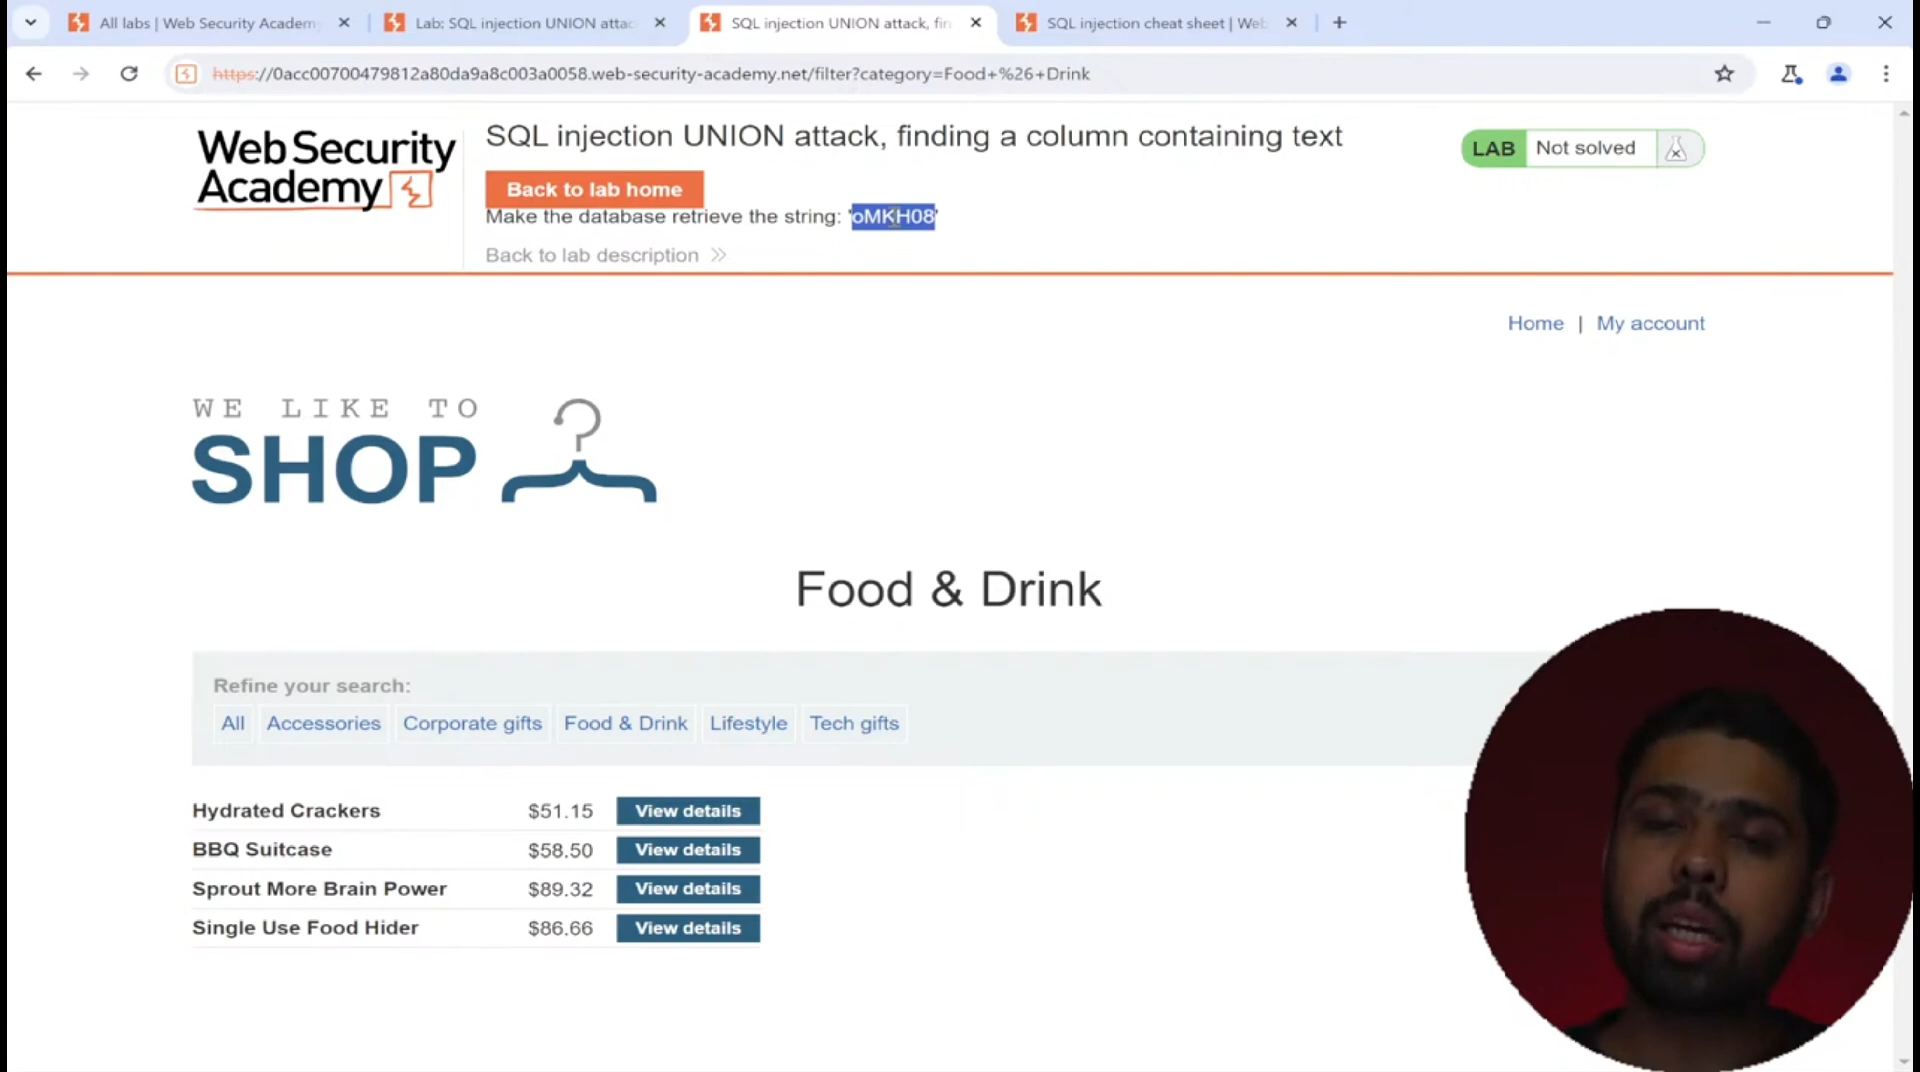 All labs | Web Security Academy
Lab: SQL injection UNION attac
SQL injection UNION attack, fin
SQL injection cheat sheet | Web
https://0acc00700479812a80da9a8c003a0058.web-security-academy.net/filter?category=Food+%26+Drink
Web Security
Academy
SQL injection UNION attack, finding a column containing text
LAB Not solved
Back to lab home
Make the database retrieve the string: 'oMKH08'
Back to lab description
Home | My account
WE LIKE TO
SHOP
Food & Drink
Refine your search:
All Accessories Corporate gifts Food & Drink Lifestyle Tech gifts
Hydrated Crackers $51.15 View details
BBQ Suitcase $58.50 View details
Sprout More Brain Power $89.32 View details
Single Use Food Hider $86.66 View details